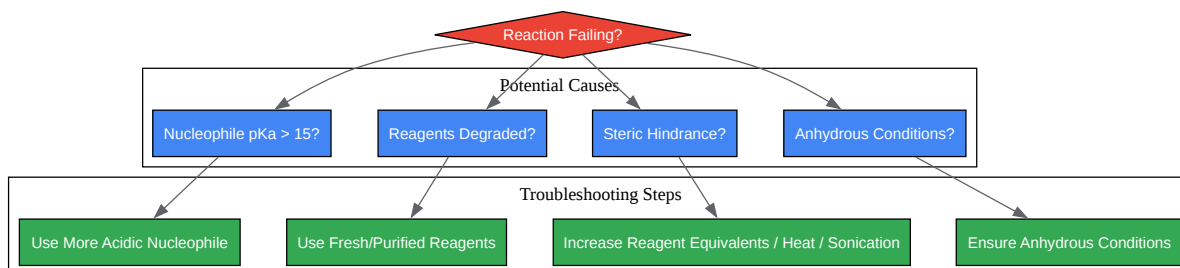 Reaction Failing?
Potential Causes
Nucleophile pKa > 15?
Reagents Degraded?
Steric Hindrance?
Anhydrous Conditions?
Troubleshooting Steps
Use More Acidic Nucleophile
Use Fresh/Purified Reagents
Increase Reagent Equivalents / Heat / Sonication
Ensure Anhydrous Conditions